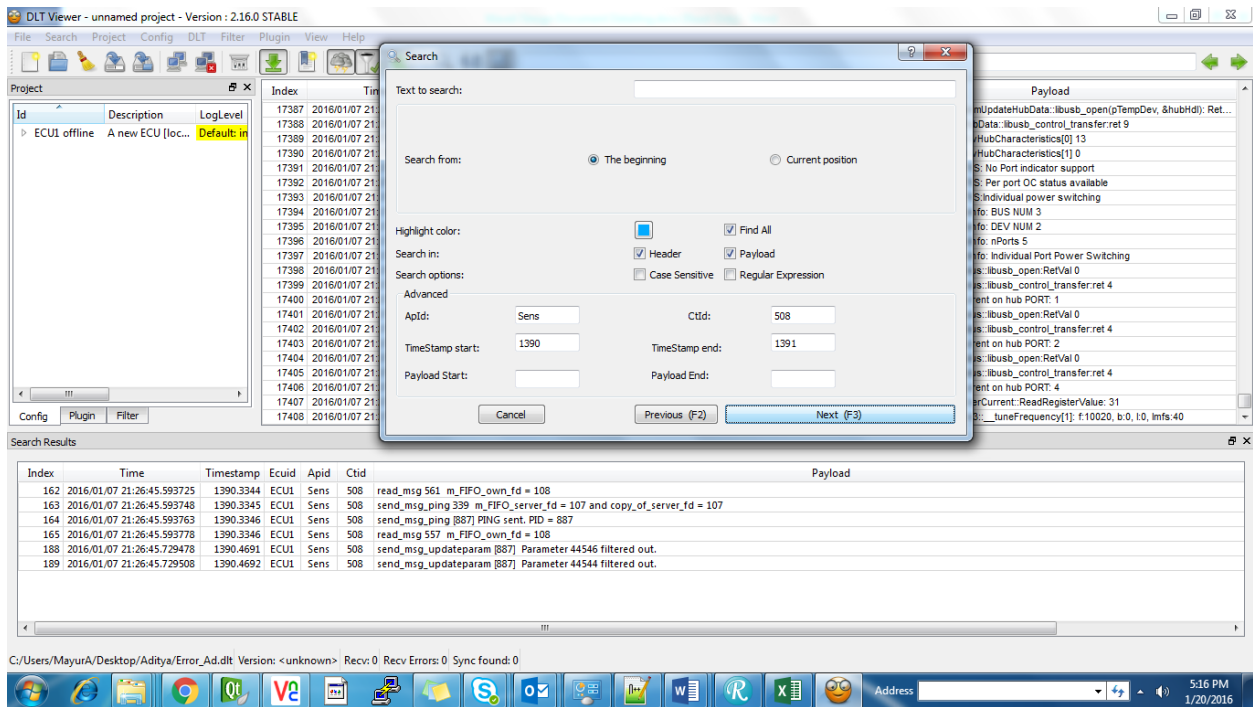 DLT Viewer - unnamed project - Version : 2.16.0 STABLE
File Search Project Config DLT Filter Plugin View Help
Project
Id Description LogLevel
ECU1 offline A new ECU [loc... Default: in
Config Plugin Filter
Index Tim Payload
17387 2016/01/07 21: mUpdateHubData::libusb_open(pTempDev, &hubHdl): Ret...
17388 2016/01/07 21: bData::libusb_control_transfer:ret 9
17389 2016/01/07 21: HubCharacteristics[0] 13
17390 2016/01/07 21: HubCharacteristics[1] 0
17391 2016/01/07 21: S: No Port indicator support
17392 2016/01/07 21: S: Per port OC status available
17393 2016/01/07 21: S:Individual power switching
17394 2016/01/07 21: fo: BUS NUM 3
17395 2016/01/07 21: fo: DEV NUM 2
17396 2016/01/07 21: fo: nPorts 5
17397 2016/01/07 21: fo: Individual Port Power Switching
17398 2016/01/07 21: us::libusb_open:RetVal 0
17399 2016/01/07 21: us::libusb_control_transfer:ret 4
17400 2016/01/07 21: rent on hub PORT: 1
17401 2016/01/07 21: us::libusb_open:RetVal 0
17402 2016/01/07 21: us::libusb_control_transfer:ret 4
17403 2016/01/07 21: rent on hub PORT: 2
17404 2016/01/07 21: us::libusb_open:RetVal 0
17405 2016/01/07 21: us::libusb_control_transfer:ret 4
17406 2016/01/07 21: rent on hub PORT: 4
17407 2016/01/07 21: erCurrent::ReadRegisterValue: 31
17408 2016/01/07 21: 3::__tuneFrequency[1]: f:10020, b:0, l:0, lmfs:40
Search
Text to search:
Search from: The beginning Current position
Highlight color: Find All
Search in: Header Payload
Search options: Case Sensitive Regular Expression
Advanced
ApId: Sens CtId: 508
TimeStamp start: 1390 TimeStamp end: 1391
Payload Start: Payload End:
Cancel Previous (F2) Next (F3)
Search Results
Index Time Timestamp Ecuid Apid Ctid Payload
162 2016/01/07 21:26:45.593725 1390.3344 ECU1 Sens 508 read_msg 561 m_FIFO_own_fd = 108
163 2016/01/07 21:26:45.593748 1390.3345 ECU1 Sens 508 send_msg_ping 339 m_FIFO_server_fd = 107 and copy_of_server_fd = 107
164 2016/01/07 21:26:45.593763 1390.3346 ECU1 Sens 508 send_msg_ping [887] PING sent. PID = 887
165 2016/01/07 21:26:45.593778 1390.3346 ECU1 Sens 508 read_msg 557 m_FIFO_own_fd = 108
188 2016/01/07 21:26:45.729478 1390.4691 ECU1 Sens 508 send_msg_updateparam [887] Parameter 44546 filtered out.
189 2016/01/07 21:26:45.729508 1390.4692 ECU1 Sens 508 send_msg_updateparam [887] Parameter 44544 filtered out.
C:/Users/MayurA/Desktop/Aditya/Error_Ad.dlt Version: <unknown> Recv: 0 Recv Errors: 0 Sync found: 0
Address
5:16 PM
1/20/2016